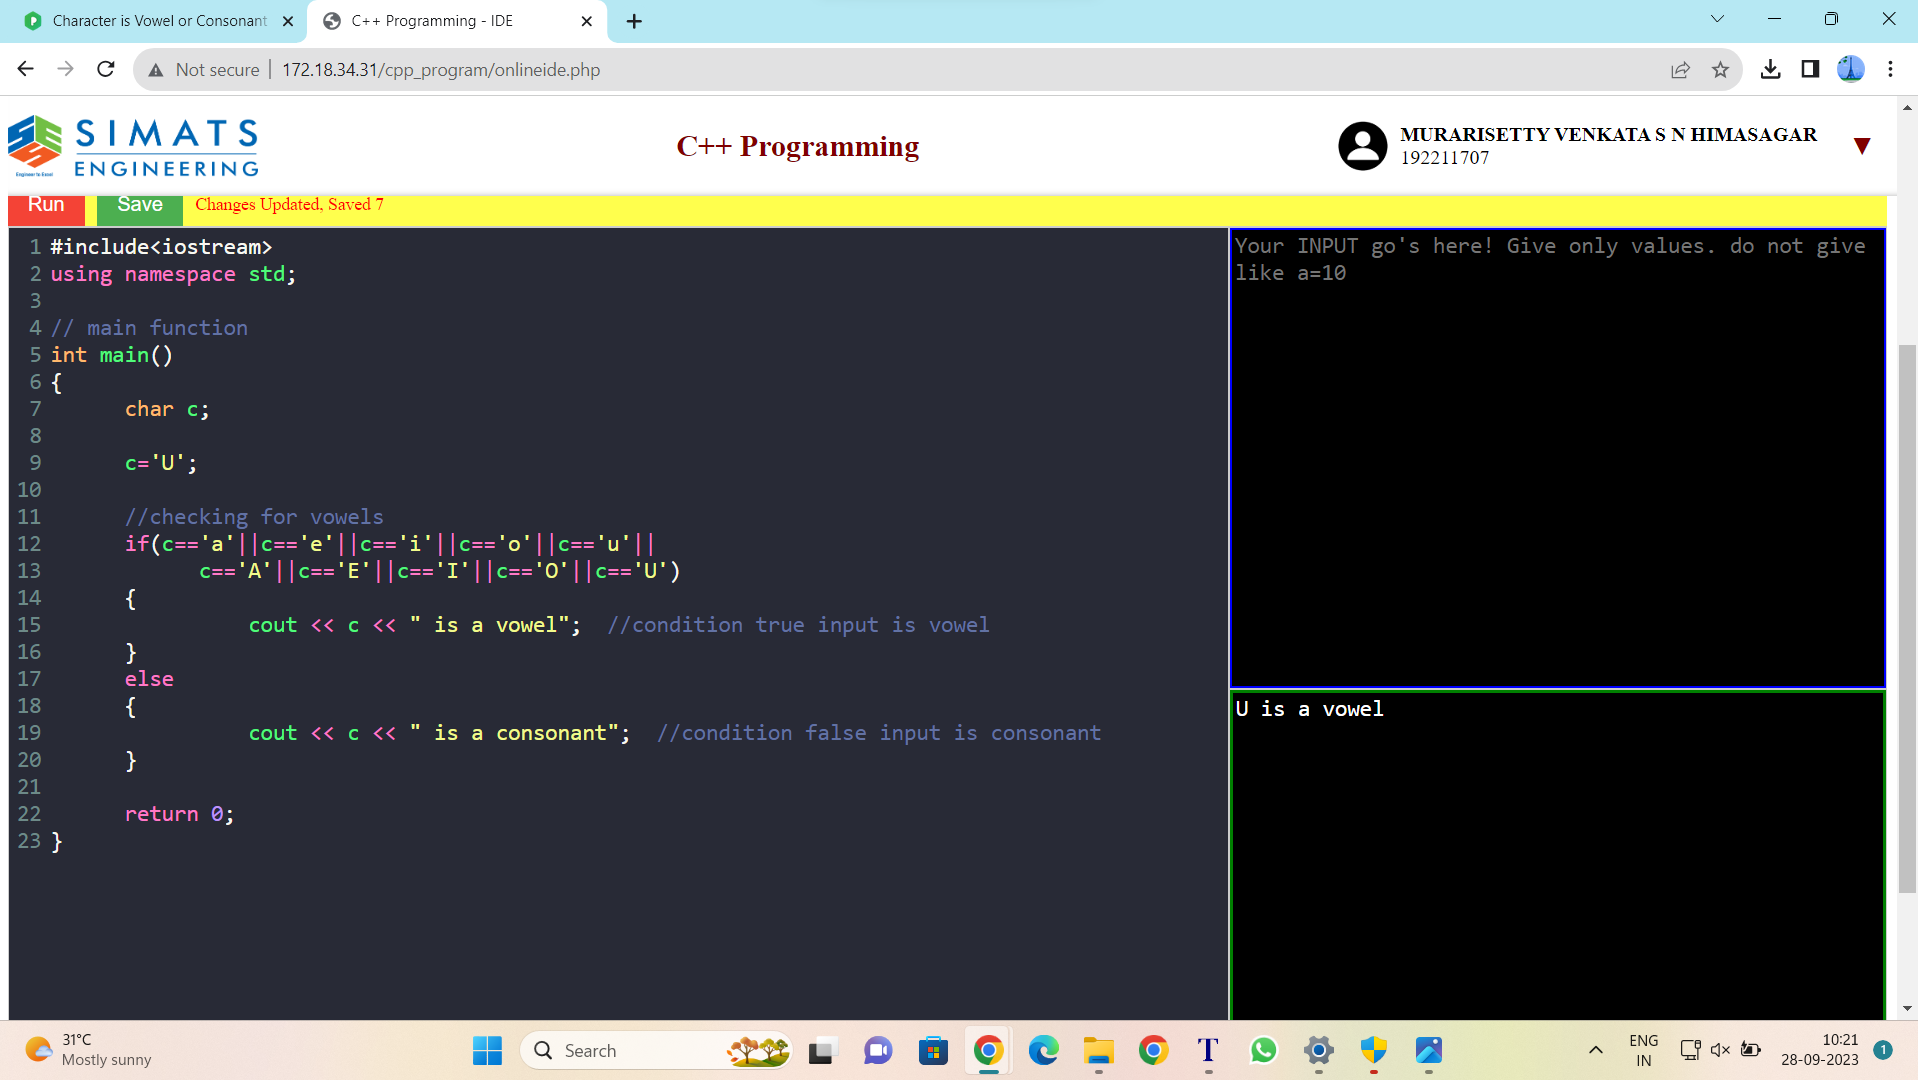 Character is Vowel or Consonant
C++ Programming - IDE
Not secure
172.18.34.31/cpp_program/onlineide.php
SIMATS
ENGINEERING
Engineer to Excel
C++ Programming
MURARISETTY VENKATA S N HIMASAGAR
192211707
Run
Save
Changes Updated, Saved 7
1 #include<iostream>
2 using namespace std;
3
4 // main function
5 int main()
6 {
7 char c;
8
9 c='U';
10
11 //checking for vowels
12 if(c=='a'||c=='e'||c=='i'||c=='o'||c=='u'||
13 c=='A'||c=='E'||c=='I'||c=='O'||c=='U')
14 {
15 cout << c << " is a vowel"; //condition true input is vowel
16 }
17 else
18 {
19 cout << c << " is a consonant"; //condition false input is consonant
20 }
21
22 return 0;
23 }
Your INPUT go's here! Give only values. do not give
like a=10
U is a vowel
31°C
Mostly sunny
Search
T
ENG
IN
10:21
28-09-2023
1